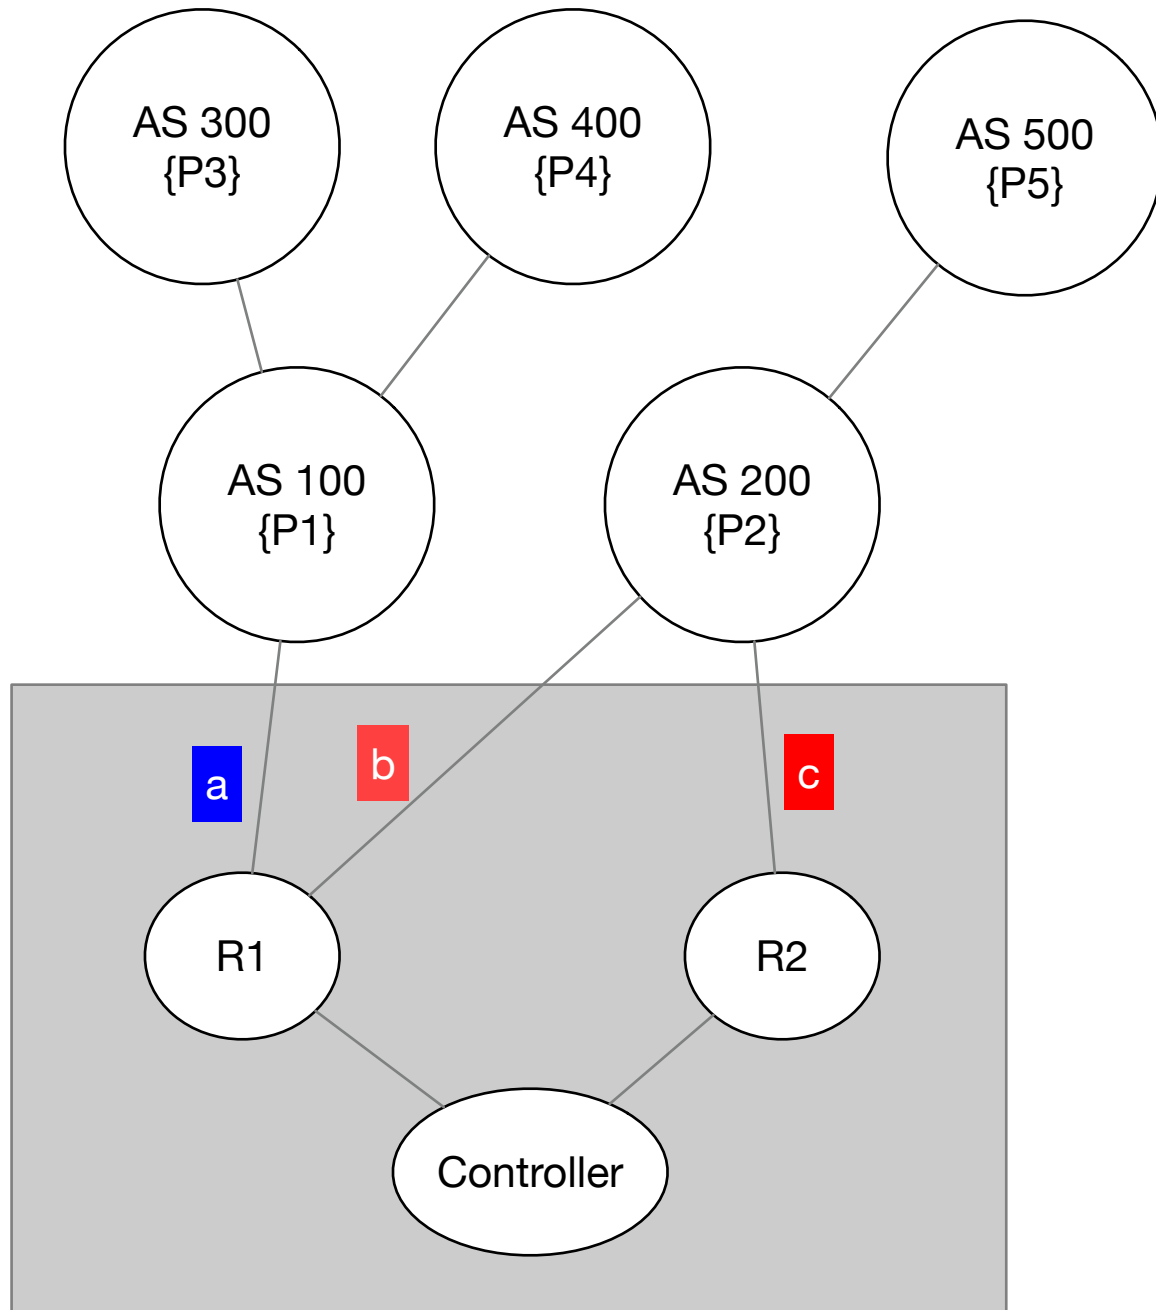 AS 300
{P3}
AS 400
{P4}
AS 500
{P5}
AS 100
{P1}
AS 200
{P2}
a
b
c
R1
R2
Controller